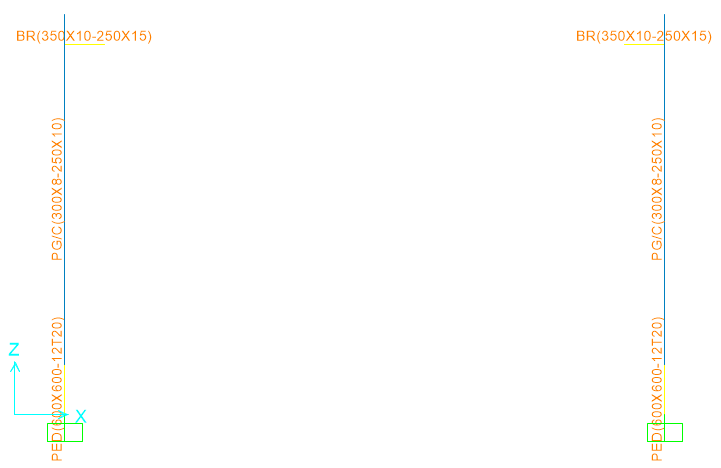 BR(350X10-250X15)
BR(350X10-250X15)
PG/C(300X8-250X10)
PG/C(300X8-250X10)
PED(600X600-12T20)
PED(600X600-12T20)
Z
X